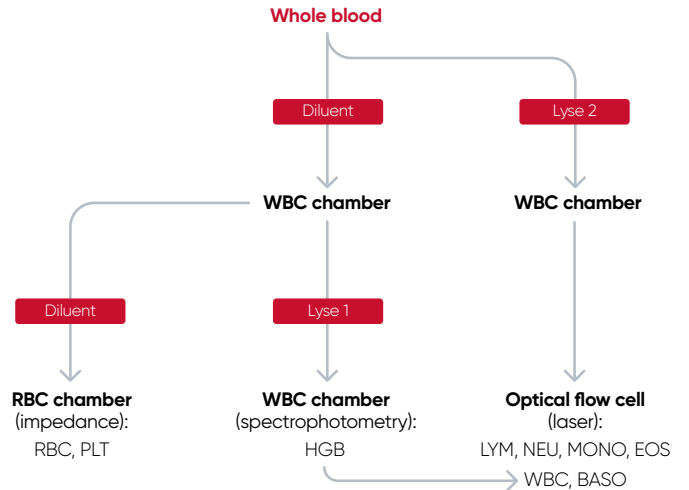 Whole blood
Diluent
Lyse 2
WBC chamber
WBC chamber
Diluent
Lyse 1
RBC chamber
(impedance):
RBC, PLT
WBC chamber
(spectrophotometry):
HGB
Optical flow cell
(laser):
LYM, NEU, MONO, EOS
WBC, BASO